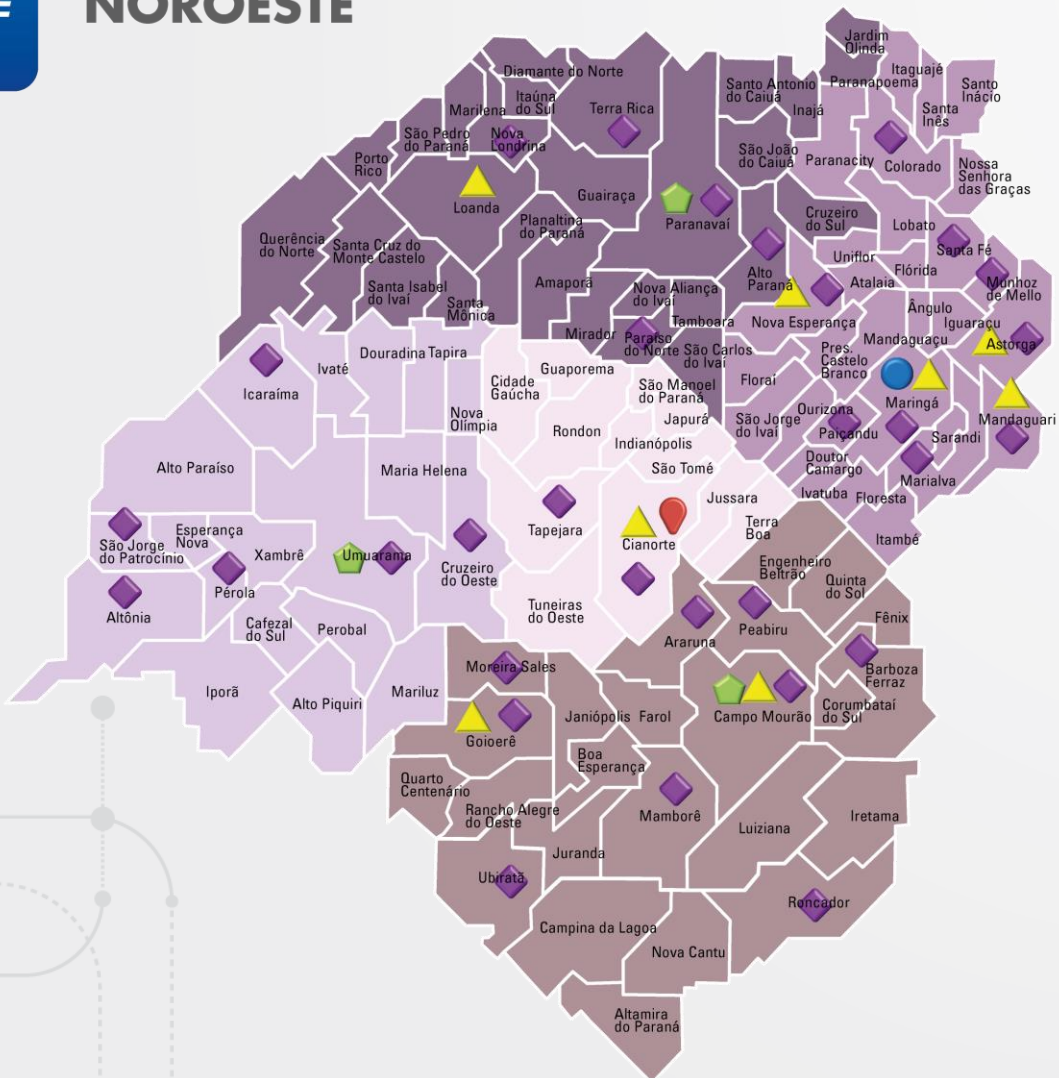 NOROESTE
Jardim
Olinda
Diamante do Norte
Paranapoema
Itaguajé
Santo Antonio
do Caiuá
Santo
Inácio
Itaúna
do Sul
Marilena
Terra Rica
Inajá
Santa
Inês
São Pedro
do Paraná
Nova
Londrina
São João
do Caiuá
Paranacity
Colorado
Nossa
Senhora
das Graças
Porto
Rico
Guairaça
Loanda
Planaltina
do Paraná
Paranavaí
Cruzeiro
do Sul
Lobato
Querência
do Norte
Santa Cruz do
Monte Castelo
Santa Fé
Uniflor
Alto
Paraná
Flórida
Santa Isabel
do Ivaí
Amaporã
Nova Aliança
do Ivaí
Atalaia
Munhoz
de Mello
Santa
Mônica
Ângulo
Tamboara
Nova Esperança
Iguaraçu
Mirador
Paraíso
do Norte
Mandaguaçu
Astorga
Douradina
Tapira
São Carlos
do Ivaí
Pres.
Castelo
Branco
Ivaté
Guaporema
Floraí
Icaraíma
Cidade
Gaúcha
São Manoel
do Paraná
Maringá
Nova
Olímpia
Japurá
São Jorge
do Ivaí
Ourizona
Mandaguari
Rondon
Paiçandu
Sarandi
Indianópolis
Alto Paraíso
Maria Helena
São Tomé
Doutor
Camargo
Marialva
Jussara
Ivatuba
Floresta
Tapejara
Terra
Boa
Esperança
Nova
São Jorge
do Patrocínio
Xambrê
Umuarama
Cianorte
Itambé
Cruzeiro
do Oeste
Engenheiro
Beltrão
Quinta
do Sol
Pérola
Altônia
Tuneiras
do Oeste
Fênix
Cafezal
do Sul
Perobal
Peabiru
Araruna
Moreira Sales
Barboza
Ferraz
Iporã
Mariluz
Alto Piquiri
Corumbataí
do Sul
Janiópolis
Farol
Campo Mourão
Goioerê
Boa
Esperança
Quarto
Centenário
Rancho Alegre
do Oeste
Mamborê
Iretama
Luiziana
Juranda
Ubiratã
Roncador
Campina da Lagoa
Nova Cantu
Altamira
do Paraná